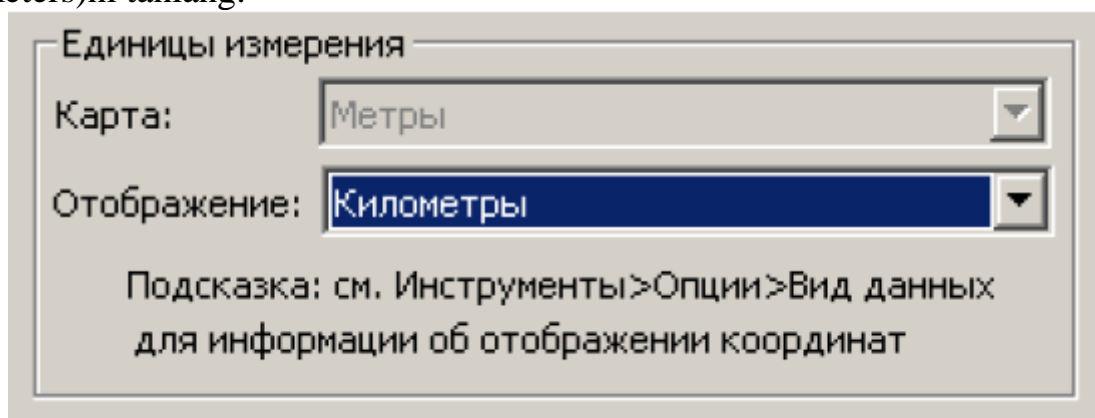 Единицы измерения
Карта: Метры
Отображение: Километры
Подсказка: см. Инструменты>Опции>Вид данных
для информации об отображении координат